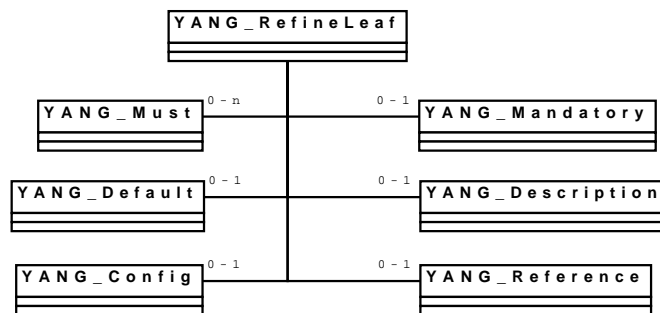 YANG_RefineLeaf
0-n 0-1
YANG_Must YANG_Mandatory
0-1 0-1
YANG_Default YANG_Description
0-1 0-1
YANG_Config YANG_Reference